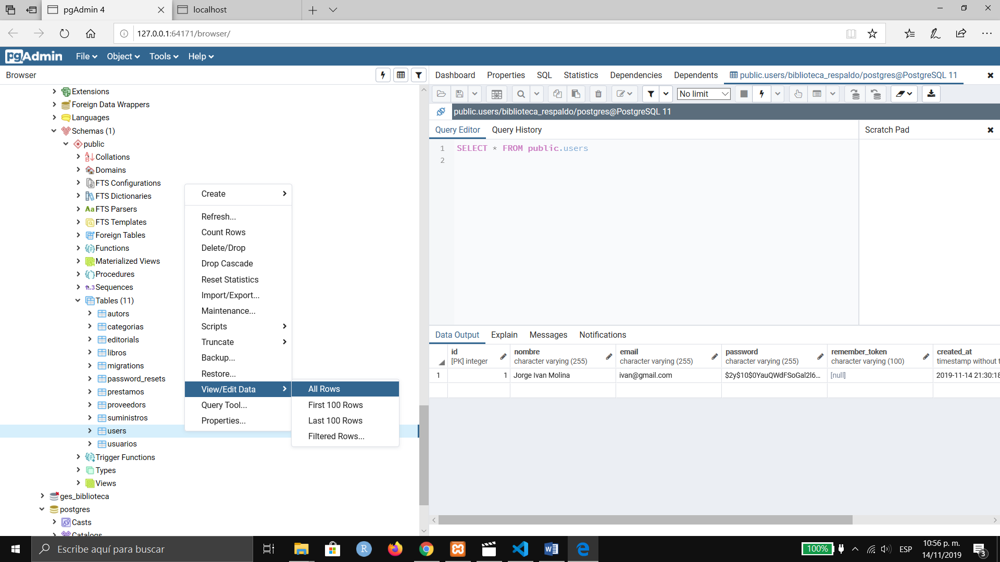 pgAdmin 4
localhost
127.0.0.1:64171/browser/
pgAdmin File Object Tools Help
Browser
Dashboard Properties SQL Statistics Dependencies Dependents public.users/biblioteca_respaldo/postgres@PostgreSQL 11
No limit
public.users/biblioteca_respaldo/postgres@PostgreSQL 11
Query Editor Query History
Scratch Pad
1 SELECT * FROM public.users
2
Extensions
Foreign Data Wrappers
Languages
Schemas (1)
public
Collations
Domains
FTS Configurations
FTS Dictionaries
FTS Parsers
FTS Templates
Foreign Tables
Functions
Materialized Views
Procedures
Sequences
Tables (11)
autors
categorias
editorials
libros
migrations
password_resets
prestamos
proveedors
suministros
users
usuarios
Trigger Functions
Types
Views
ges_biblioteca
postgres
Casts
Catalogs
Create
Refresh...
Count Rows
Delete/Drop
Drop Cascade
Reset Statistics
Import/Export...
Maintenance...
Scripts
Truncate
Backup...
Restore...
View/Edit Data
Query Tool...
Properties...
All Rows
First 100 Rows
Last 100 Rows
Filtered Rows...
Data Output Explain Messages Notifications
id nombre email password remember_token created_at
[PK] integer character varying (255) character varying (255) character varying (255) character varying (100) timestamp without t
1 1 Jorge Ivan Molina ivan@gmail.com $2y$10$0YauQWdFSoGal2l6... [null] 2019-11-14 21:30:18
Escribe aquí para buscar
100%
ESP
10:56 p. m.
14/11/2019
3